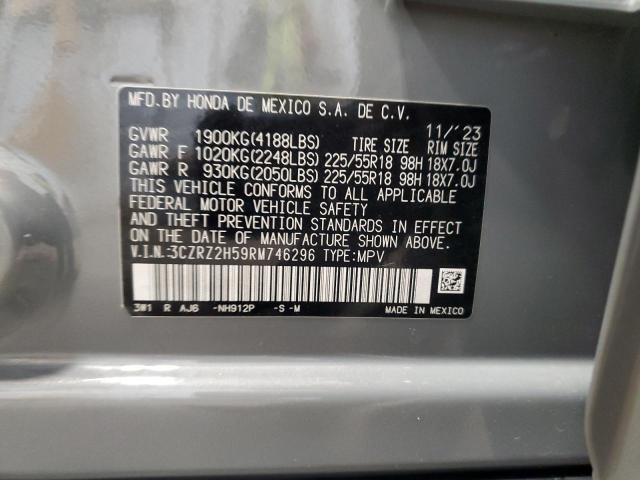 MFD.BY HONDA DE MEXICO S.A. DE C.V.
11/'23
GVWR 1900KG(4188LBS) TIRE SIZE RIM SIZE
GAWR F 1020KG(2248LBS) 225/55R18 98H 18X7.0J
GAWR R 930KG(2050LBS) 225/55R18 98H 18X7.0J
THIS VEHICLE CONFORMS TO ALL APPLICABLE
FEDERAL MOTOR VEHICLE SAFETY
AND THEFT PREVENTION STANDARDS IN EFFECT
ON THE DATE OF MANUFACTURE SHOWN ABOVE.
V.I.N.:3CZRZ2H59RM746296 TYPE:MPV
3W1 R AJ6 -NH912P -S -M MADE IN MEXICO